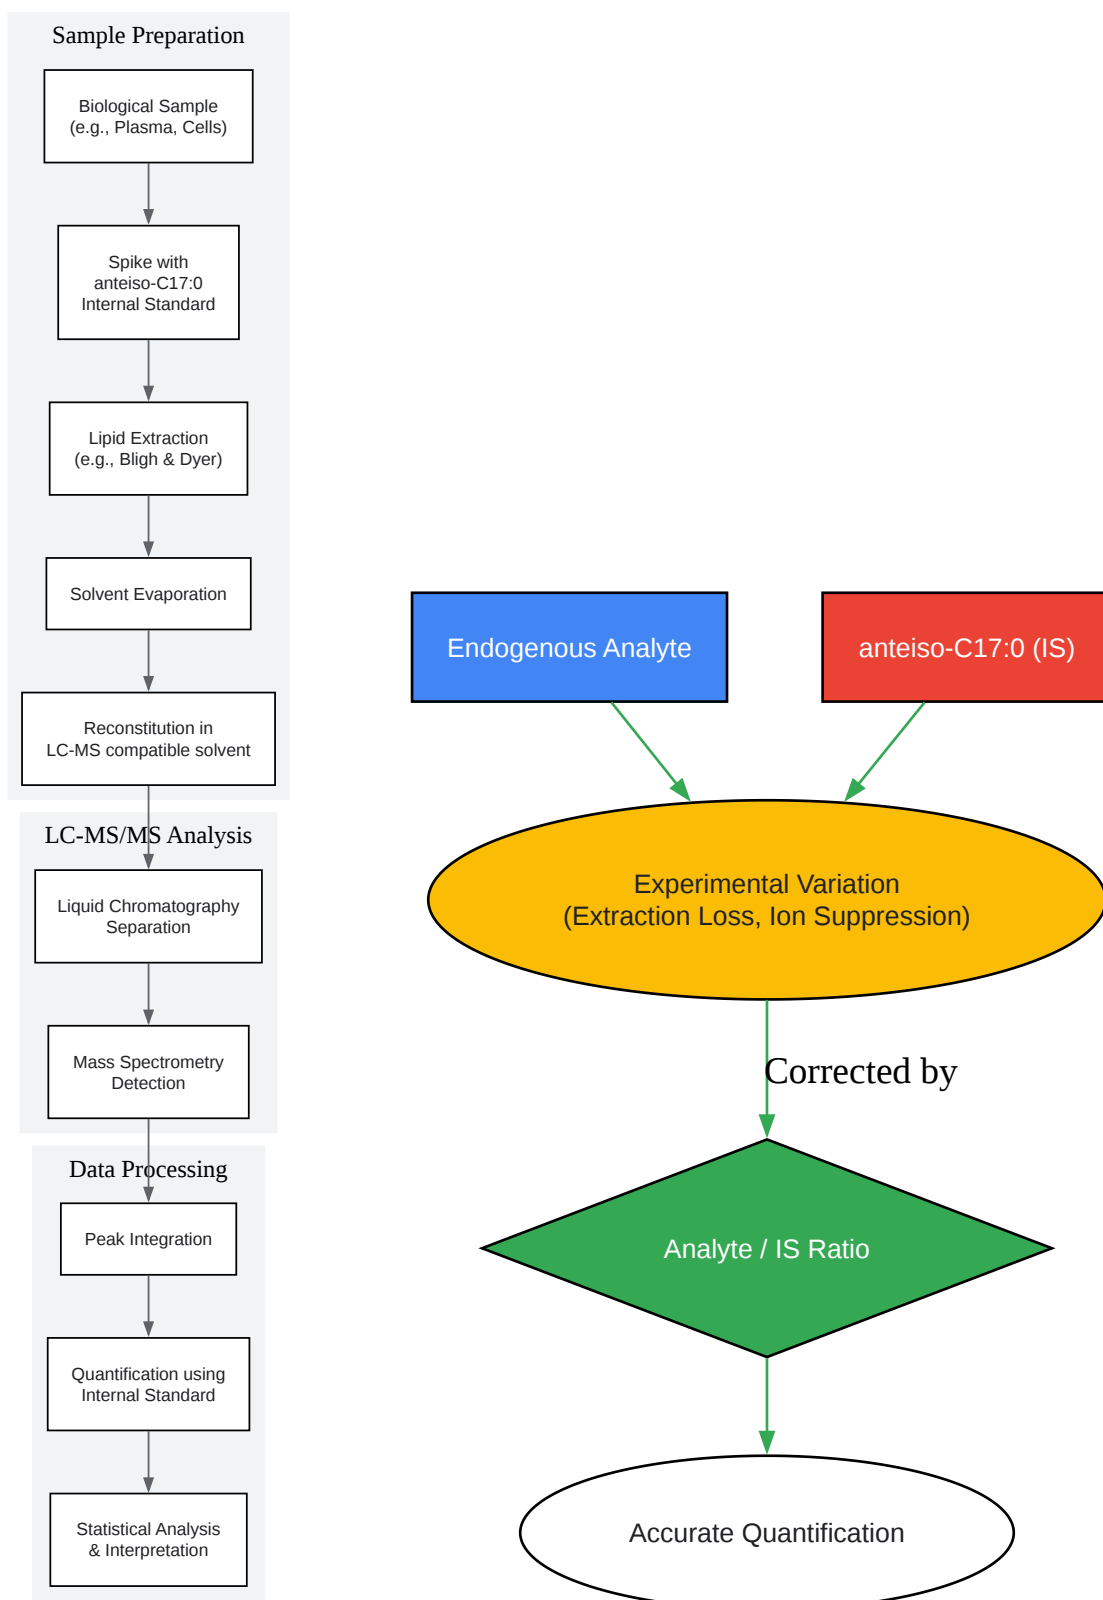 Sample Preparation
Biological Sample
(e.g., Plasma, Cells)
Spike with
anteiso-C17:0
Internal Standard
Lipid Extraction
(e.g., Bligh & Dyer)
Solvent Evaporation
Reconstitution in
LC-MS compatible solvent
LC-MS/MS Analysis
Liquid Chromatography
Separation
Mass Spectrometry
Detection
Data Processing
Peak Integration
Quantification using
Internal Standard
Statistical Analysis
& Interpretation
Endogenous Analyte
anteiso-C17:0 (IS)
Experimental Variation
(Extraction Loss, Ion Suppression)
Corrected by
Analyte / IS Ratio
Accurate Quantification